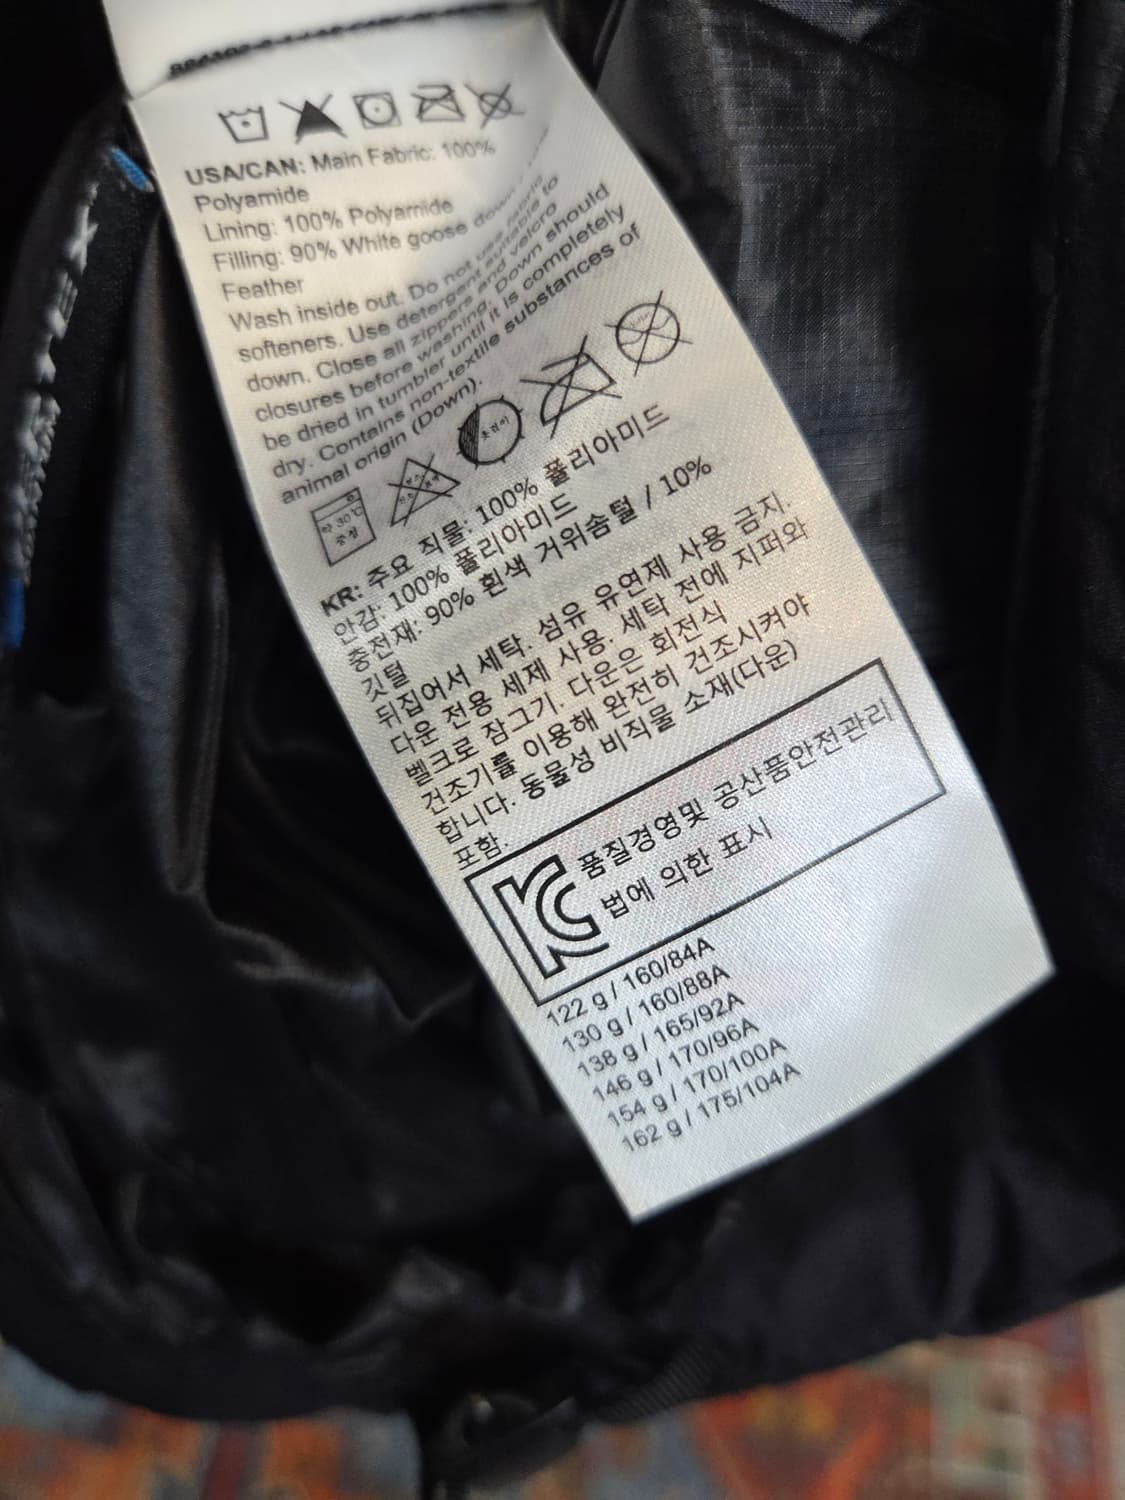 USA/CAN: Main Fabric: 100%
Polyamide
Lining: 100% Polyamide
Filling: 90% White goose down /
Feather
Wash inside out. Do not use fabric
softeners. Use detergent suitable to
down. Close all zippers and velcro
closures before washing. Down should
be dried in tumbler until it is completely
dry. Contains non-textile substances of
animal origin (Down).
약 30℃
중성
KR: 주요 직물: 100% 폴리아미드
안감: 100% 폴리아미드
충전재: 90% 흰색 거위솜털 / 10%
깃털
뒤집어서 세탁. 섬유 유연제 사용 금지.
다운 전용 세제 사용. 세탁 전에 지퍼와
벨크로 잠그기. 다운은 회전식
건조기를 이용해 완전히 건조시켜야
합니다. 동물성 비직물 소재(다운)
포함.
품질경영및 공산품안전관리
법에 의한 표시
122 g / 160/84A
130 g / 160/88A
138 g / 165/92A
146 g / 170/96A
154 g / 170/100A
162 g / 175/104A